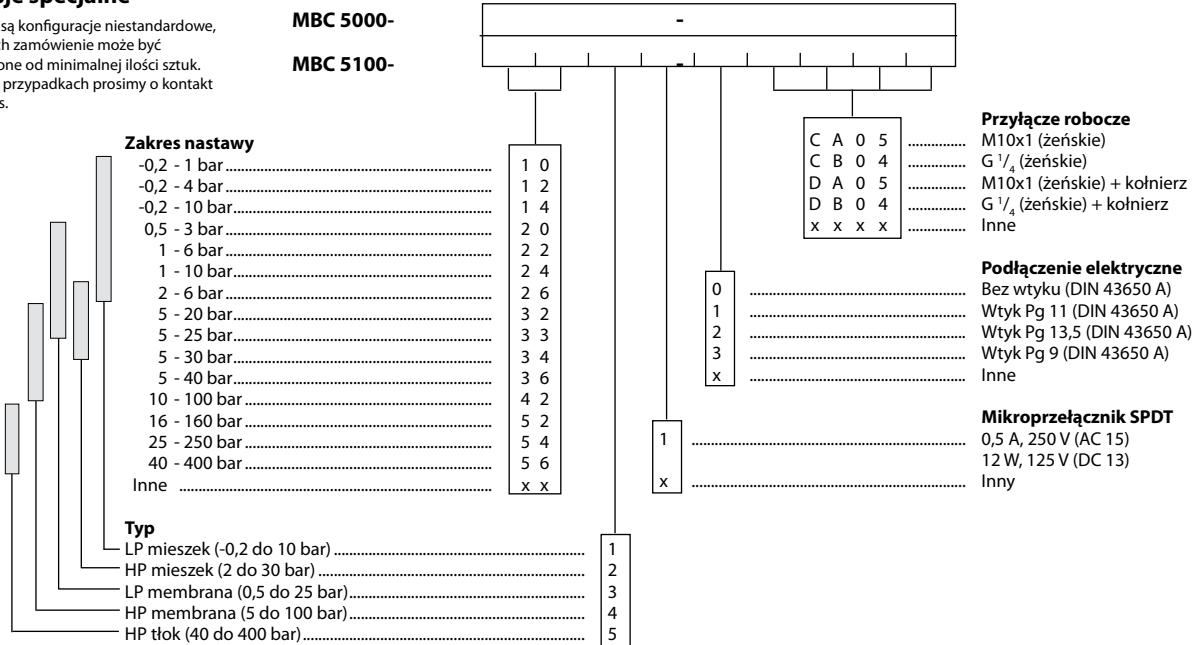 są konfiguracje niestandardowe,
zamówienie może być
od minimalnej ilości sztuk.
przypadkach prosimy o kontakt
MBC 5000-
-
MBC 5100-
-
Zakres nastawy
-0,2 - 1 bar 1 0
-0,2 - 4 bar 1 2
-0,2 - 10 bar 1 4
0,5 - 3 bar 2 0
1 - 6 bar 2 2
1 - 10 bar 2 4
2 - 6 bar 2 6
5 - 20 bar 3 2
5 - 25 bar 3 3
5 - 30 bar 3 4
5 - 40 bar 3 6
10 - 100 bar 4 2
16 - 160 bar 5 2
25 - 250 bar 5 4
40 - 400 bar 5 6
Inne x x
Typ
LP mieszek (-0,2 do 10 bar) 1
HP mieszek (2 do 30 bar) 2
LP membrana (0,5 do 25 bar) 3
HP membrana (5 do 100 bar) 4
HP tłok (40 do 400 bar) 5
Przyłącze robocze
C A 0 5 M10x1 (żeńskie)
C B 0 4 G 1/4 (żeńskie)
D A 0 5 M10x1 (żeńskie) + kołnierz
D B 0 4 G 1/4 (żeńskie) + kołnierz
x x x x Inne
Podłączenie elektryczne
0 Bez wtyku (DIN 43650 A)
1 Wtyk Pg 11 (DIN 43650 A)
2 Wtyk Pg 13,5 (DIN 43650 A)
3 Wtyk Pg 9 (DIN 43650 A)
x Inne
Mikroprzełącznik SPDT
1 0,5 A, 250 V (AC 15)
12 W, 125 V (DC 13)
x Inny